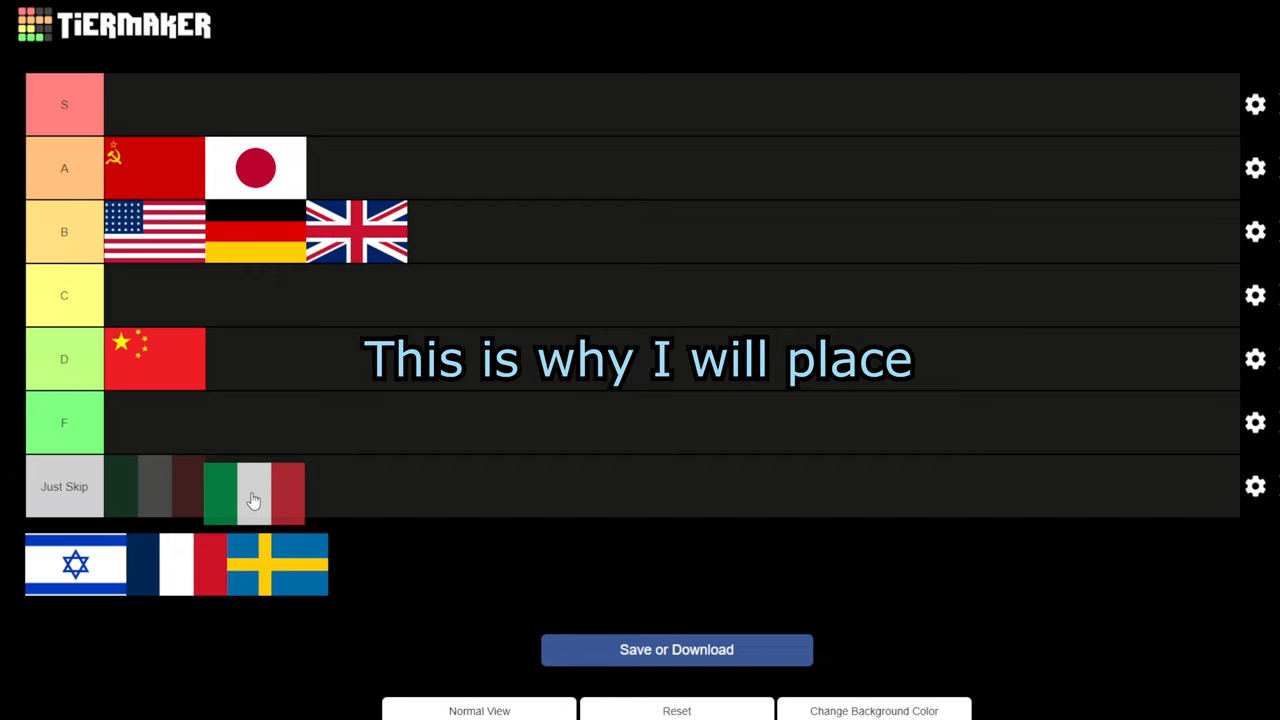 TiERMAKER
S
A
B
C
D
This is why I will place
F
Just Skip
Save or Download
Normal View
Reset
Change Background Color